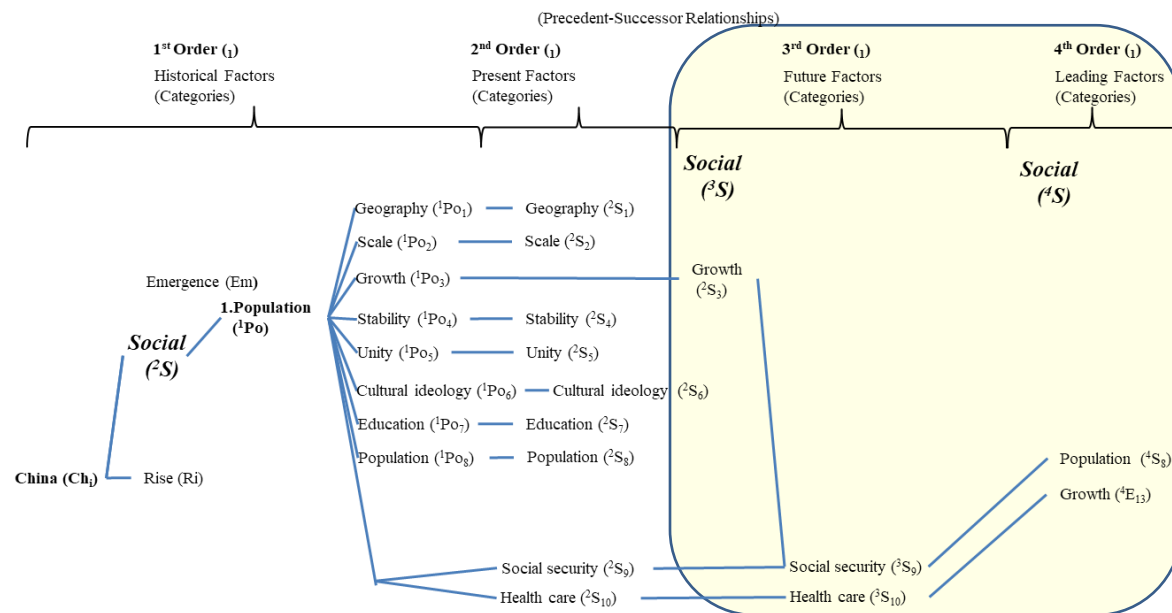 (Precedent-Successor Relationships)
1st Order (1)
Historical Factors
(Categories)
2nd Order (1)
Present Factors
(Categories)
3rd Order (1)
Future Factors
(Categories)
4th Order (1)
Leading Factors
(Categories)
Social
(3S)
Social
(4S)
Geography (1Po1)
Geography (2S1)
Scale (1Po2)
Scale (2S2)
Emergence (Em)
Growth (1Po3)
Growth
(2S3)
1.Population
(1Po)
Stability (1Po4)
Stability (2S4)
Social
(2S)
Unity (1Po5)
Unity (2S5)
Cultural ideology (1Po6)
Cultural ideology (2S6)
Education (1Po7)
Education (2S7)
Population (1Po8)
Population (2S8)
Population (4S8)
China (Chi)
Rise (Ri)
Growth (4E13)
Social security (2S9)
Social security (3S9)
Health care (2S10)
Health care (3S10)